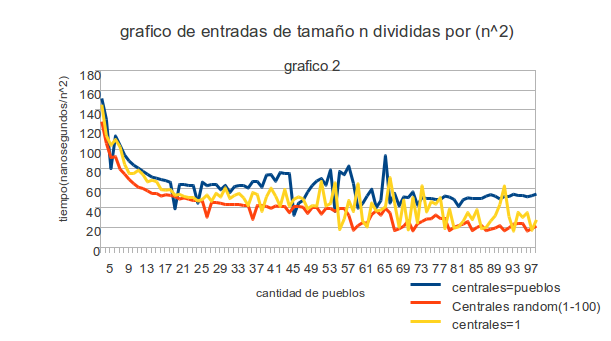 grafico de entradas de tamaño n divididas por (n^2)
grafico 2
tiempo(nanosegundos/n^2)
180
160
140
120
100
80
60
40
20
0
5 9 13 17 21 25 29 33 37 41 45 49 53 57 61 65 69 73 77 81 85 89 93 97
cantidad de pueblos
centrales=pueblos
Centrales random(1-100)
centrales=1